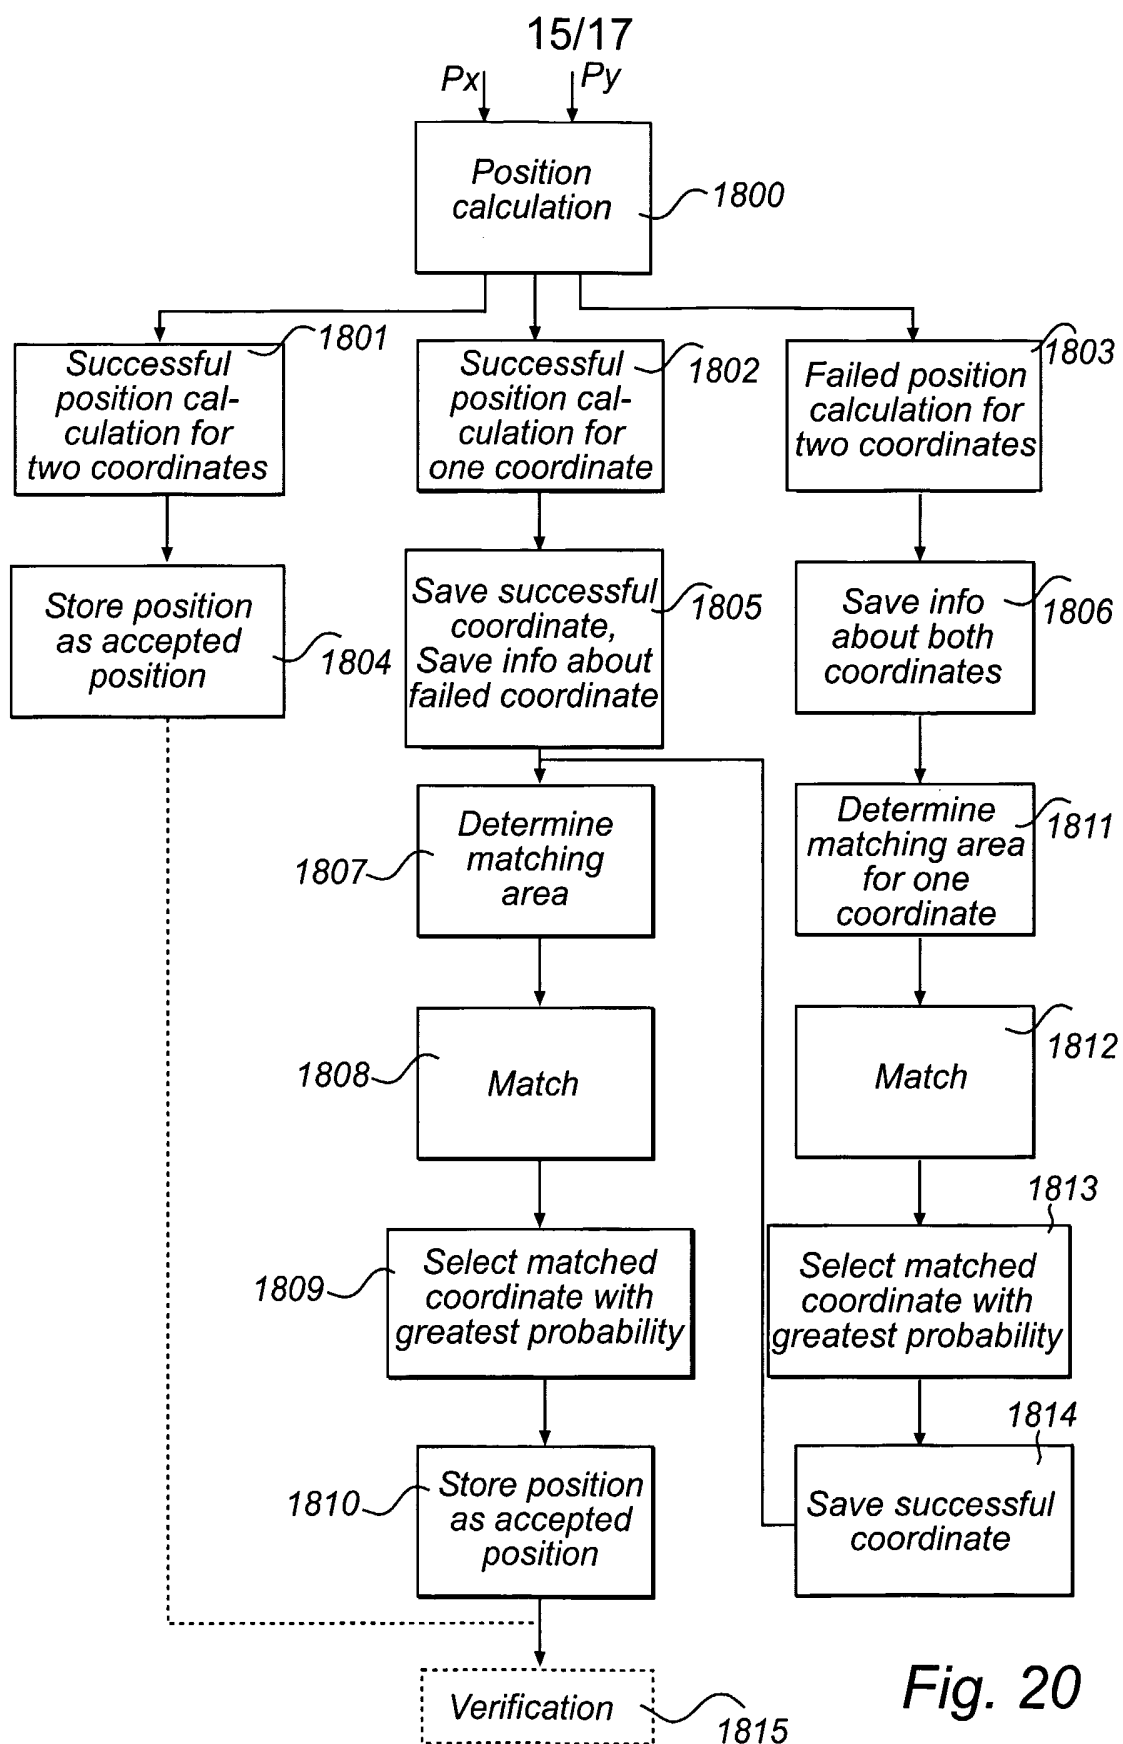 15/17
Px
Py
Position
calculation
1800
1801
Successful
position cal-
culation for
two coordinates
1802
Successful
position cal-
culation for
one coordinate
1803
Failed position
calculation for
two coordinates
Store position
as accepted
position
1804
Save successful
coordinate,
Save info about
failed coordinate
1805
Save info
about both
coordinates
1806
Determine
matching
area
1807
Determine
matching area
for one
coordinate
1811
1808
Match
1812
Match
1809
Select matched
coordinate with
greatest probability
1813
Select matched
coordinate with
greatest probability
1810
Store position
as accepted
position
1814
Save successful
coordinate
Verification
1815
Fig. 20